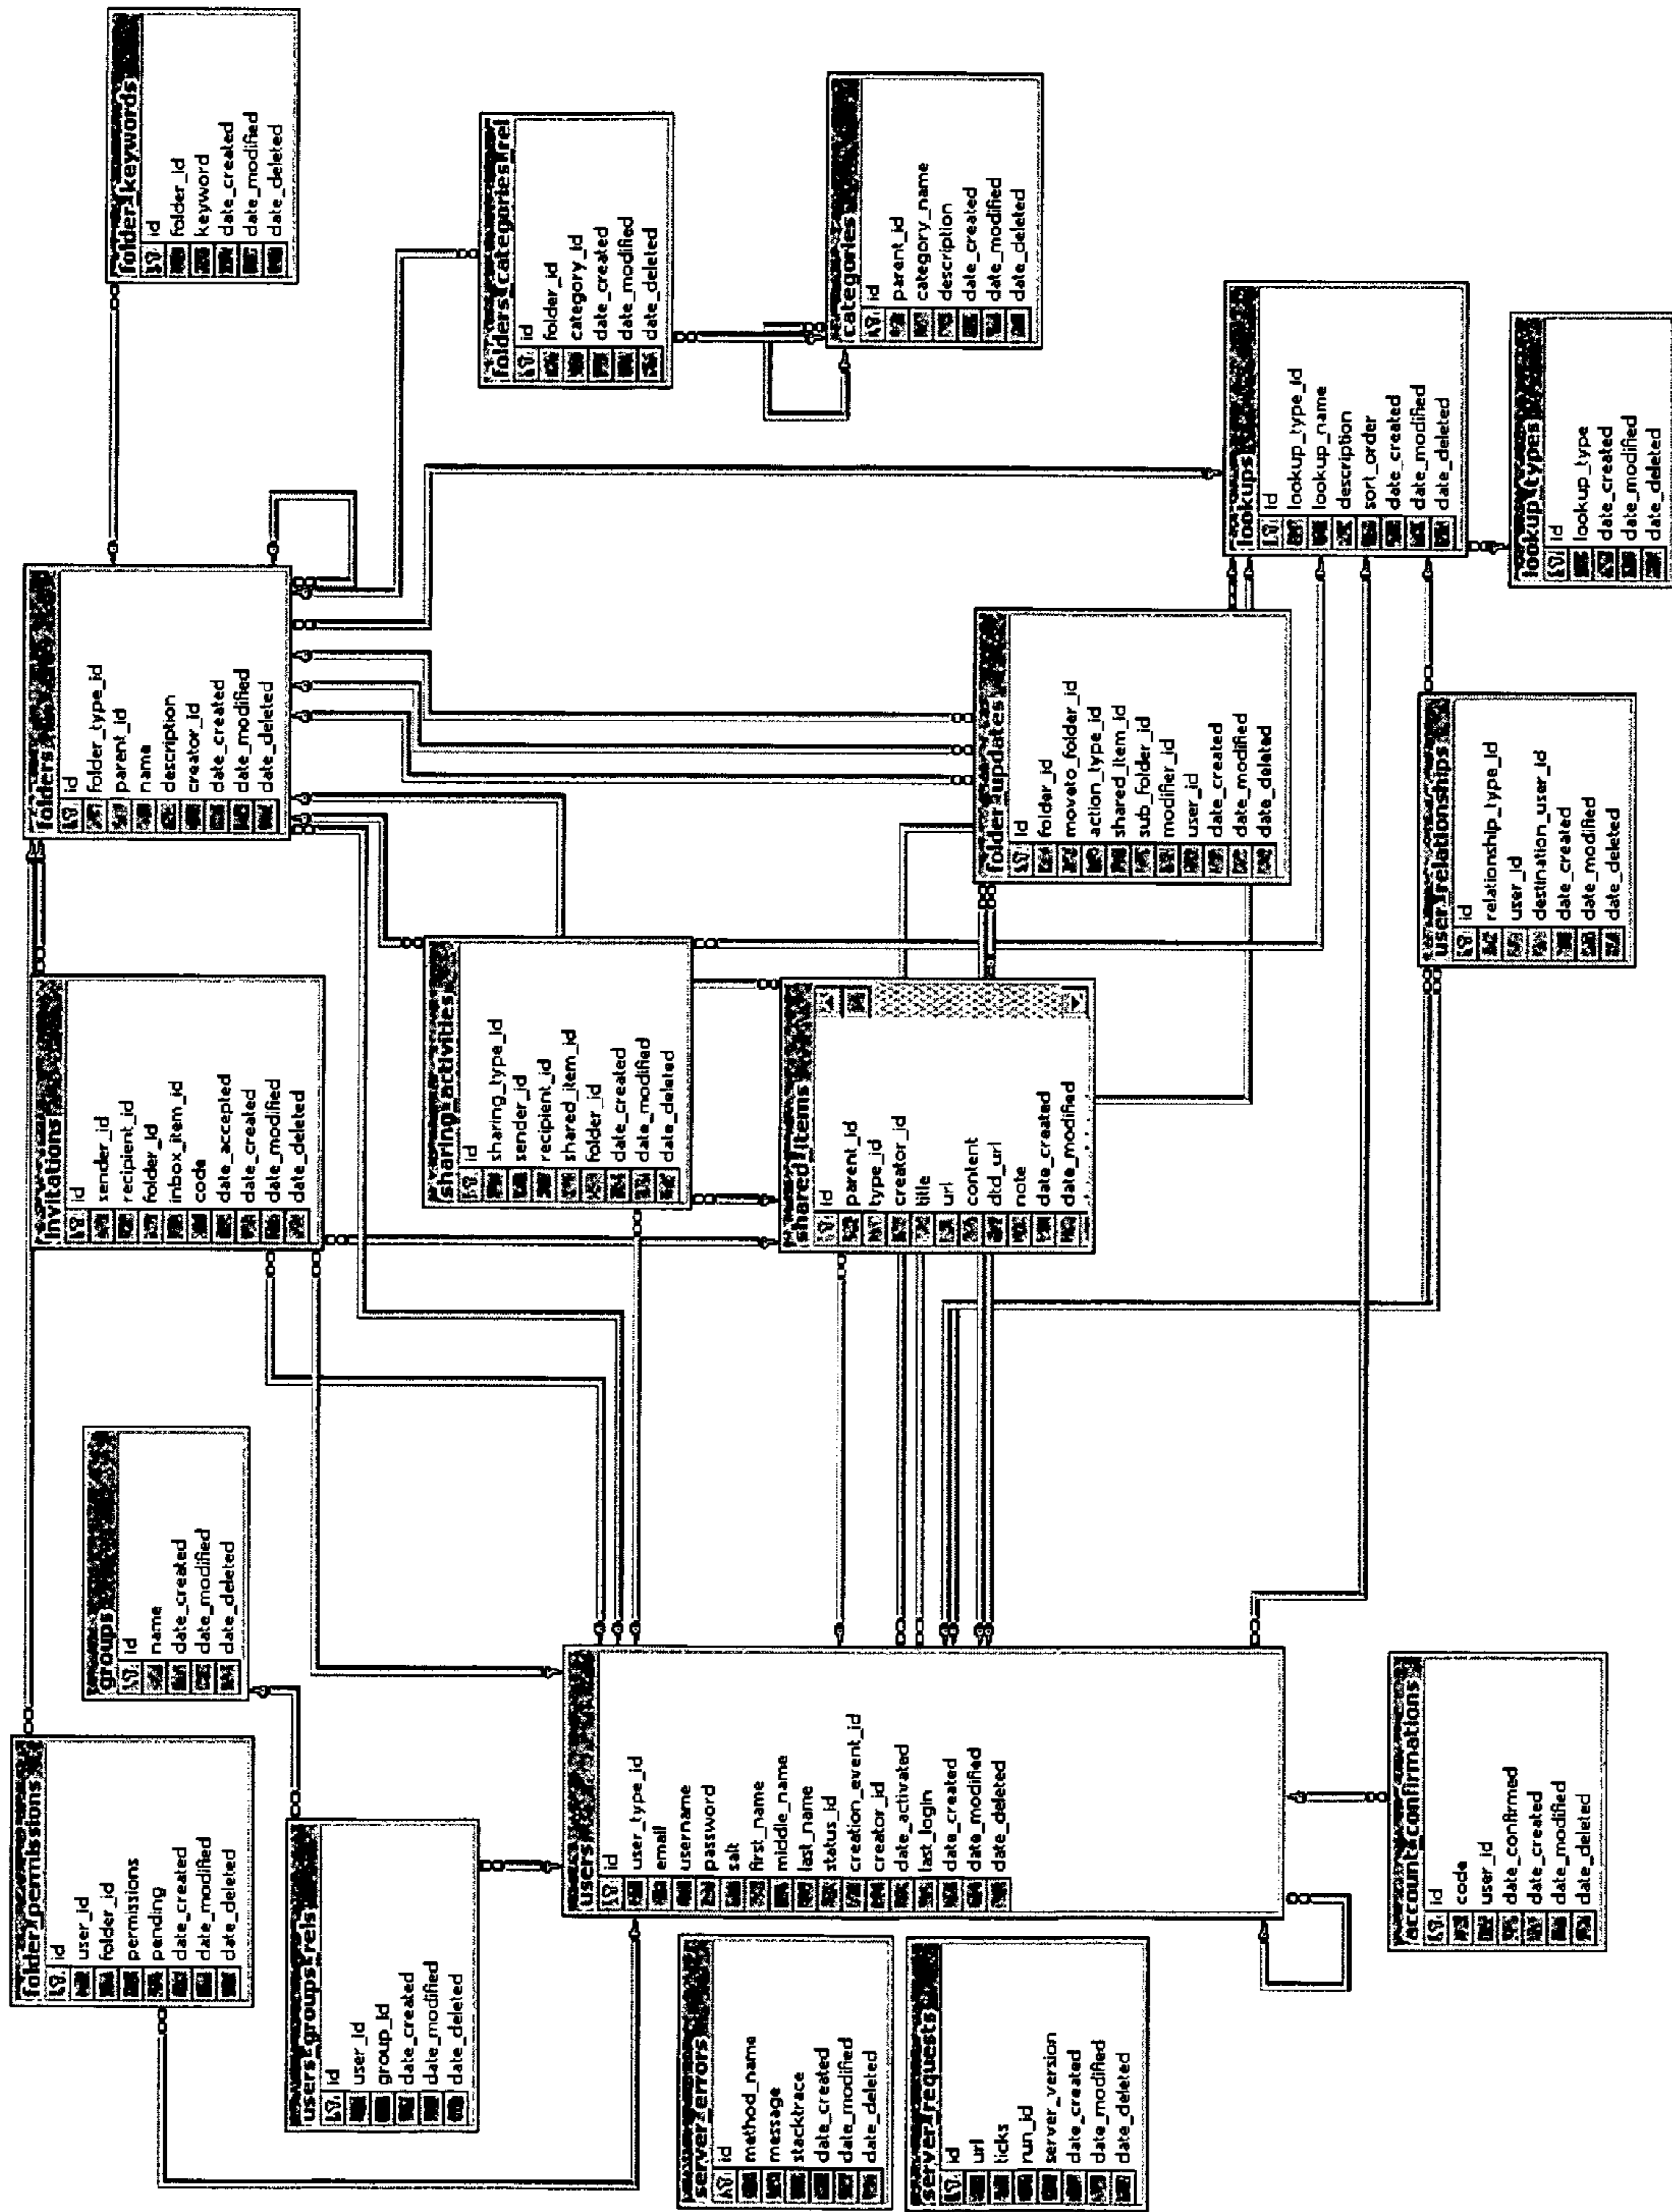 folder_permissions
id
user_id
folder_id
permissions
pending
date_created
date_modified
date_deleted
groups
id
name
date_created
date_modified
date_deleted
invitations
id
sender_id
recipient_id
folder_id
inbox_item_id
code
date_accepted
date_created
date_modified
date_deleted
folders
id
folder_type_id
parent_id
name
description
creator_id
date_created
date_modified
date_deleted
folder_keywords
id
folder_id
keyword
date_created
date_modified
date_deleted
users_groups_rels
id
user_id
group_id
date_created
date_modified
date_deleted
sharing_activities
id
sharing_type_id
sender_id
recipient_id
shared_item_id
folder_id
date_created
date_modified
date_deleted
folders_categories_rel
id
folder_id
category_id
date_created
date_modified
date_deleted
users
id
user_type_id
email
username
password
salt
first_name
middle_name
last_name
status_id
creation_event_id
creator_id
date_activated
last_login
date_created
date_modified
date_deleted
server_errors
id
method_name
message
stacktrace
date_created
date_modified
date_deleted
shared_items
id
parent_id
type_id
creator_id
title
url
content
dtd_url
note
date_created
date_modified
categories
id
parent_id
category_name
description
date_created
date_modified
date_deleted
server_requests
id
url
ticks
run_id
server_version
date_created
date_modified
date_deleted
folder_updates
id
folder_id
moveto_folder_id
action_type_id
shared_item_id
sub_folder_id
modifier_id
user_id
date_created
date_modified
date_deleted
lookups
id
lookup_type_id
lookup_name
description
sort_order
date_created
date_modified
date_deleted
account_confirmations
id
code
user_id
date_confirmed
date_created
date_modified
date_deleted
user_relationships
id
relationship_type_id
user_id
destination_user_id
date_created
date_modified
date_deleted
lookup_types
id
lookup_type
date_created
date_modified
date_deleted